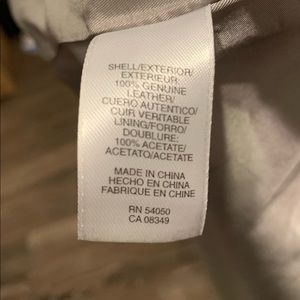 SHELL/EXTERIOR/
EXTERIEUR:
100% GENUINE
LEATHER/
CUERO AUTENTICO/
CUIR VERITABLE
LINING/FORRO/
DOUBLURE:
100% ACETATE/
ACETATO/ACETATE
MADE IN CHINA
HECHO EN CHINA
FABRIQUE EN CHINE
RN 54050
CA 08349